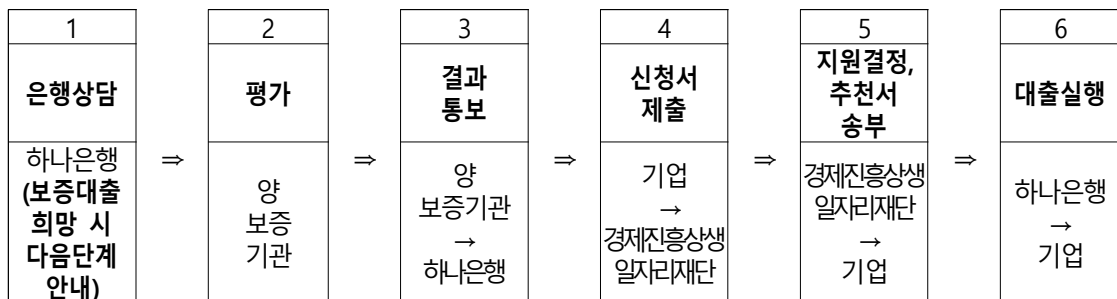 1
은행상담
하나은행
(보증대출
희망 시
다음단계
안내)
⇒
2
평가
양
보증
기관
⇒
3
결과
통보
양
보증기관
→
하나은행
⇒
4
신청서
제출
기업
→
경제진흥상생
일자리재단
⇒
5
지원결정,
추천서
송부
경제진흥상생
일자리재단
→
기업
⇒
6
대출실행
하나은행
→
기업